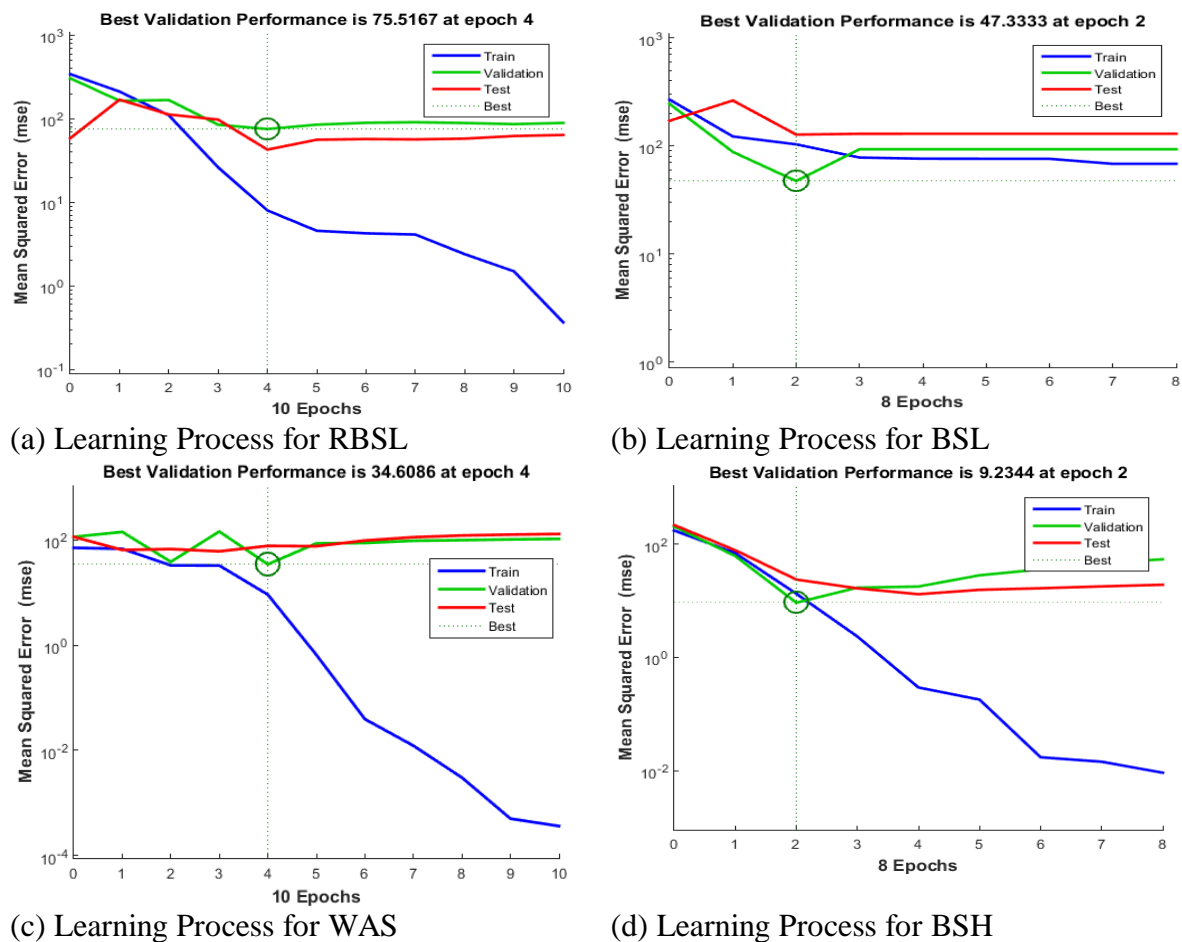 Best Validation Performance is 75.5167 at epoch 4
10^3
10^2
10^1
10^0
10^-1
Mean Squared Error (mse)
Train
Validation
Test
Best
0 1 2 3 4 5 6 7 8 9 10
10 Epochs
(a) Learning Process for RBSL
Best Validation Performance is 47.3333 at epoch 2
10^3
10^2
10^1
10^0
Mean Squared Error (mse)
Train
Validation
Test
Best
0 1 2 3 4 5 6 7 8
8 Epochs
(b) Learning Process for BSL
Best Validation Performance is 34.6086 at epoch 4
10^2
10^0
10^-2
10^-4
Mean Squared Error (mse)
Train
Validation
Test
Best
0 1 2 3 4 5 6 7 8 9 10
10 Epochs
(c) Learning Process for WAS
Best Validation Performance is 9.2344 at epoch 2
10^2
10^0
10^-2
Mean Squared Error (mse)
Train
Validation
Test
Best
0 1 2 3 4 5 6 7 8
8 Epochs
(d) Learning Process for BSH